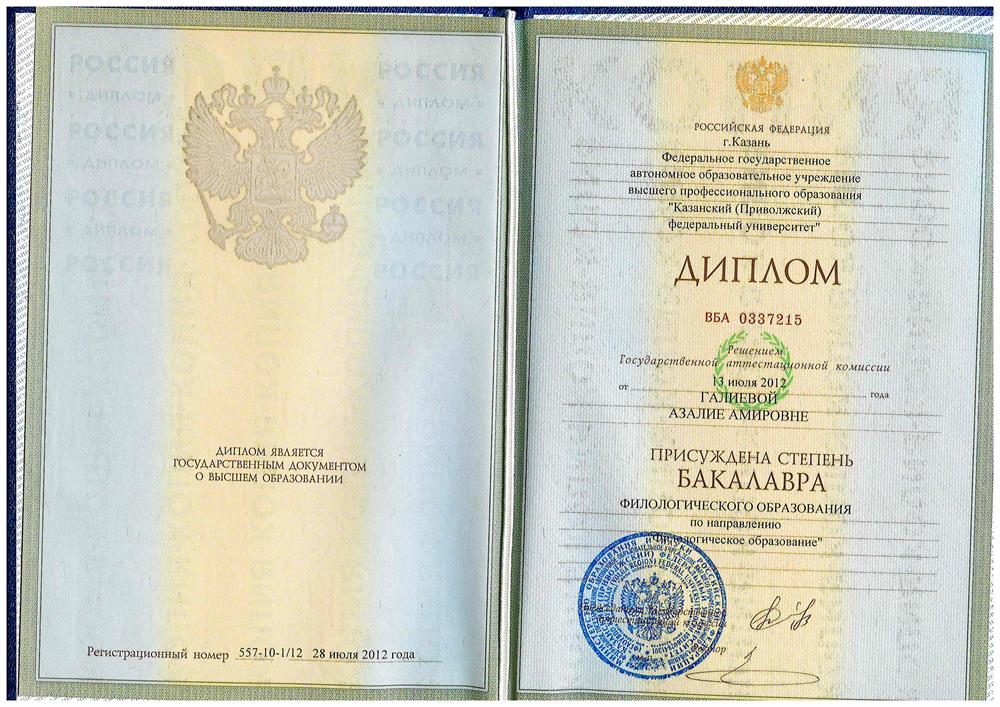 РОССИЯ РОССИЯ
ДИПЛОМ ДИПЛОМ
РОССИЯ РОССИЯ
ДИПЛОМ ДИПЛОМ
РОССИЯ РОССИЯ
ДИПЛОМ ДИПЛОМ
РОССИЯ РОССИЯ
ДИПЛОМ ЯВЛЯЕТСЯ
ГОСУДАРСТВЕННЫМ ДОКУМЕНТОМ
О ВЫСШЕМ ОБРАЗОВАНИИ
Регистрационный номер 557-10-1/12 28 июля 2012 года
РОССИЙСКАЯ ФЕДЕРАЦИЯ
г.Казань
Федеральное государственное
автономное образовательное учреждение
высшего профессионального образования
"Казанский (Приволжский)
федеральный университет"
ДИПЛОМ
ВБА 0337215
Решением
Государственной аттестационной комиссии
от 13 июля 2012 года
ГАЛИЕВОЙ
АЗАЛИЕ АМИРОВНЕ
ПРИСУЖДЕНА СТЕПЕНЬ
БАКАЛАВРА
ФИЛОЛОГИЧЕСКОГО ОБРАЗОВАНИЯ
по направлению
"Филологическое образование"